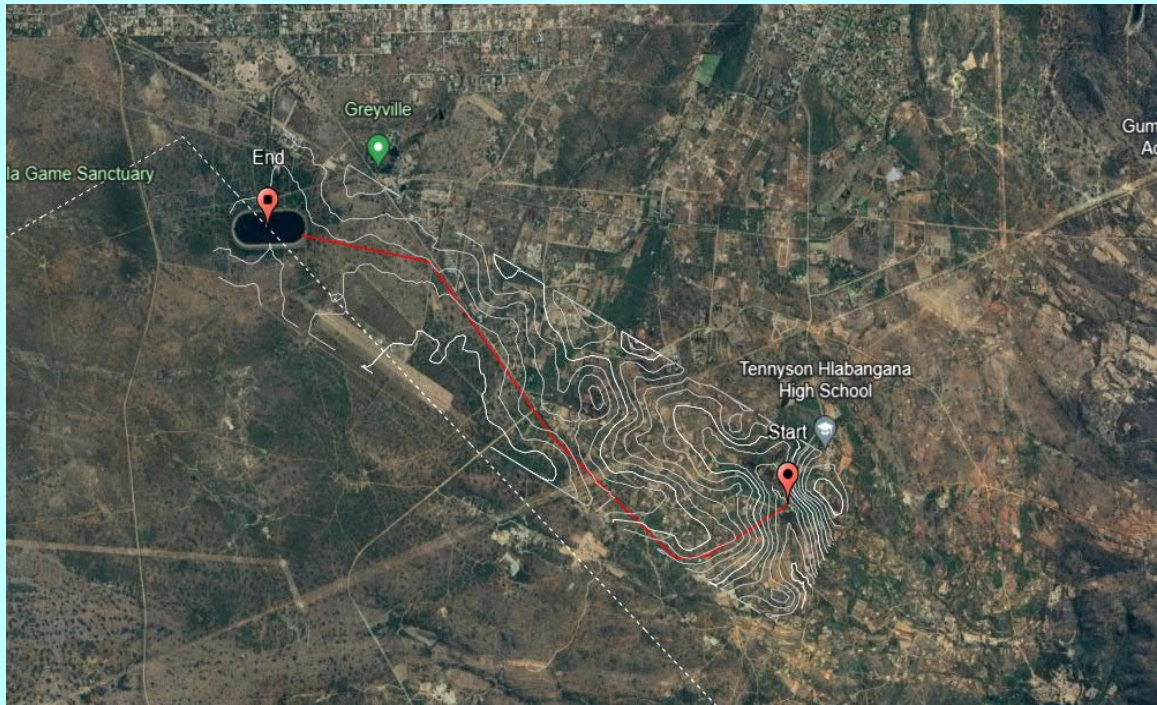 Greyville
End
la Game Sanctuary
Gum
Ac
Tennyson Hlabangana
High School
Start